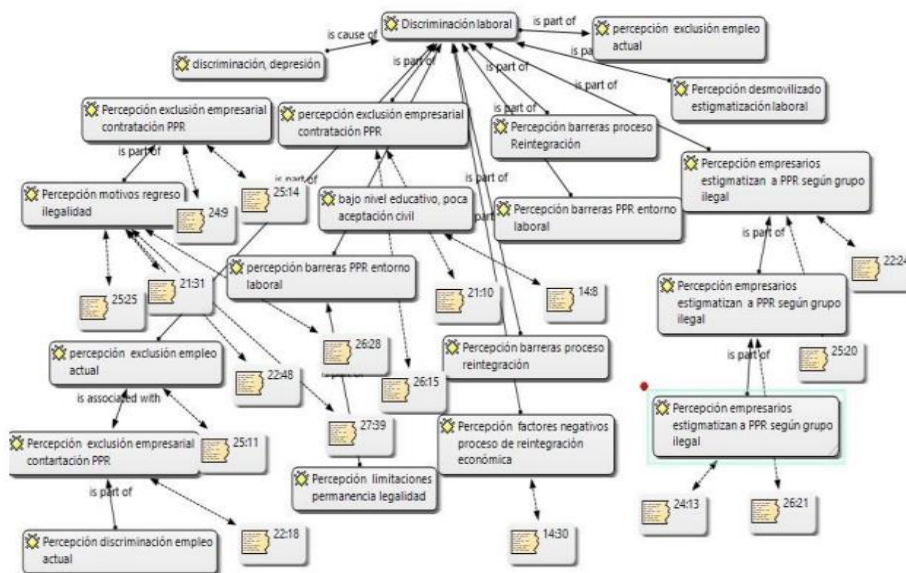 Discriminación laboral
is part of
percepción exclusión empleo
actual
is cause of
discriminación, depresión
is part of
is pa
Percepción desmovilizado
estigmatización laboral
is part of
is part of
Percepción exclusión empresarial
contratación PPR
percepción exclusión empresarial
contratación PPR
Percepción barreras proceso
Reintegración
is part of
Percepción empresarios
estigmatizan a PPR según grupo
ilegal
is part of
Percepción motivos regreso
ilegalidad
24:9
25:14
is part of
bajo nivel educativo, poca
aceptación civil
Percepción barreras PPR entorno
laboral
is part of
22:24
25:25
21:31
percepción barreras PPR entorno
laboral
21:10
14:8
Percepción empresarios
estigmatizan a PPR según grupo
ilegal
percepción exclusión empleo
actual
22:48
26:28
26:15
Percepción barreras proceso
reintegración
is part of
25:20
is associated with
Percepción exclusión empresarial
contartación PPR
25:11
27:39
Percepción factores negativos
proceso de reintegración
económica
Percepción empresarios
estigmatizan a PPR según grupo
ilegal
is part of
Percepción limitaciones
permanencia legalidad
24:13
26:21
Percepción discriminación empleo
actual
22:18
14:30